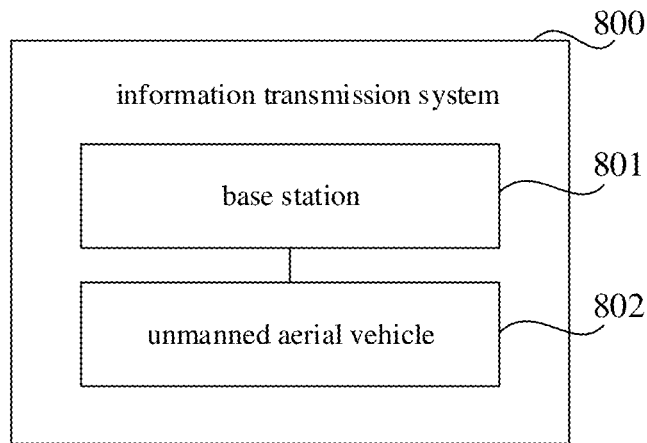 800
information transmission system
base station
801
unmanned aerial vehicle
802